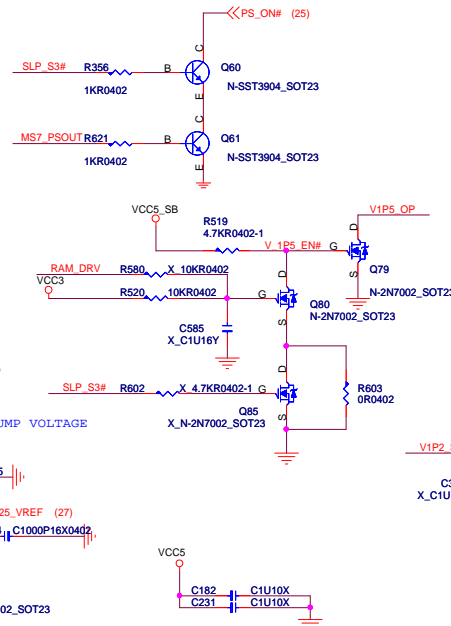 PS_ON# (25)
C
SLP_S3# R356 B Q60
1KR0402 E N-SST3904_SOT23
C
MS7_PSOUT R621 B Q61
1KR0402 E N-SST3904_SOT23
VCC5_SB
R519
4.7KR0402-1
V1P5_OP
V_1P5_EN# G D
S Q79
N-2N7002_SOT23
RAM_DRV R580 X_10KR0402
VCC3
R520 10KR0402 G D Q80
S N-2N7002_SOT23
C585
X_C1U16Y
SLP_S3# R602 X_4.7KR0402-1 G D
S Q85
X_N-2N7002_SOT23
R603
0R0402
UMP VOLTAGE
V1P2_
C3
X_C1U
25_VREF (27)
C1000P16X0402
VCC5
C182 C1U10X
C231 C1U10X
02_SOT23